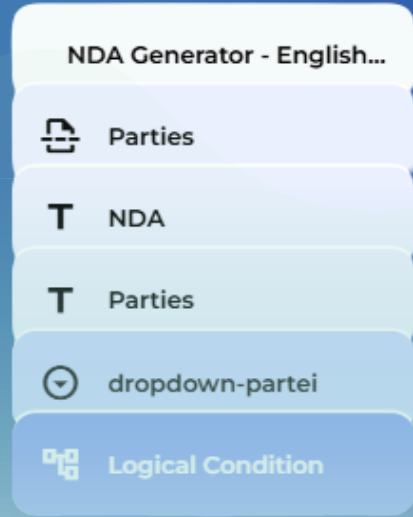 NDA Generator - English...
Parties
NDA
Parties
dropdown-partei
Logical Condition